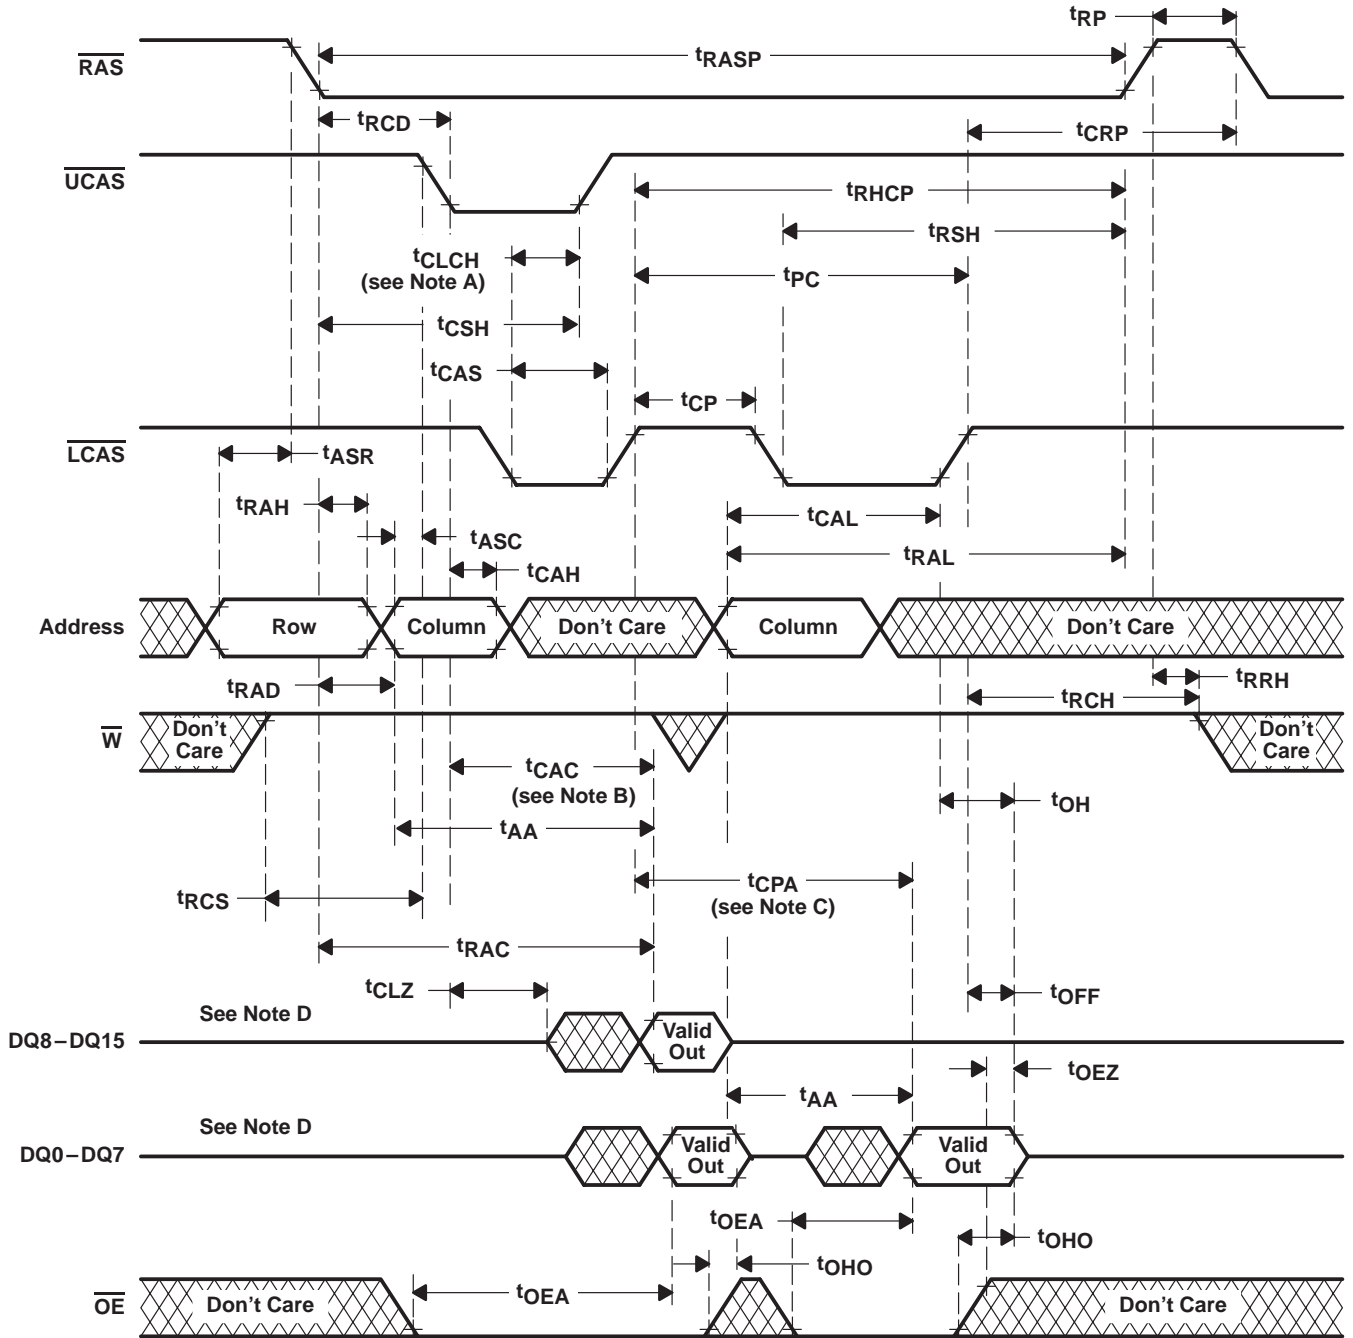 tRP
RAS
tRASP
tRCD
tCRP
UCAS
tRHCP
tRSH
tCLCH
(see Note A)
tPC
tCSH
tCAS
tCP
LCAS
tASR
tRAH
tCAL
tASC
tRAL
tCAH
Address
Row
Column
Don't Care
Column
Don't Care
tRAD
tRRH
tRCH
W
Don't
Care
Don't
Care
tCAC
(see Note B)
tOH
tAA
tRCS
tCPA
(see Note C)
tRAC
tCLZ
tOFF
See Note D
DQ8–DQ15
Valid
Out
tOEZ
tAA
See Note D
DQ0–DQ7
Valid
Out
Valid
Out
tOEA
tOHO
tOHO
tOEA
OE
Don't Care
Don't Care